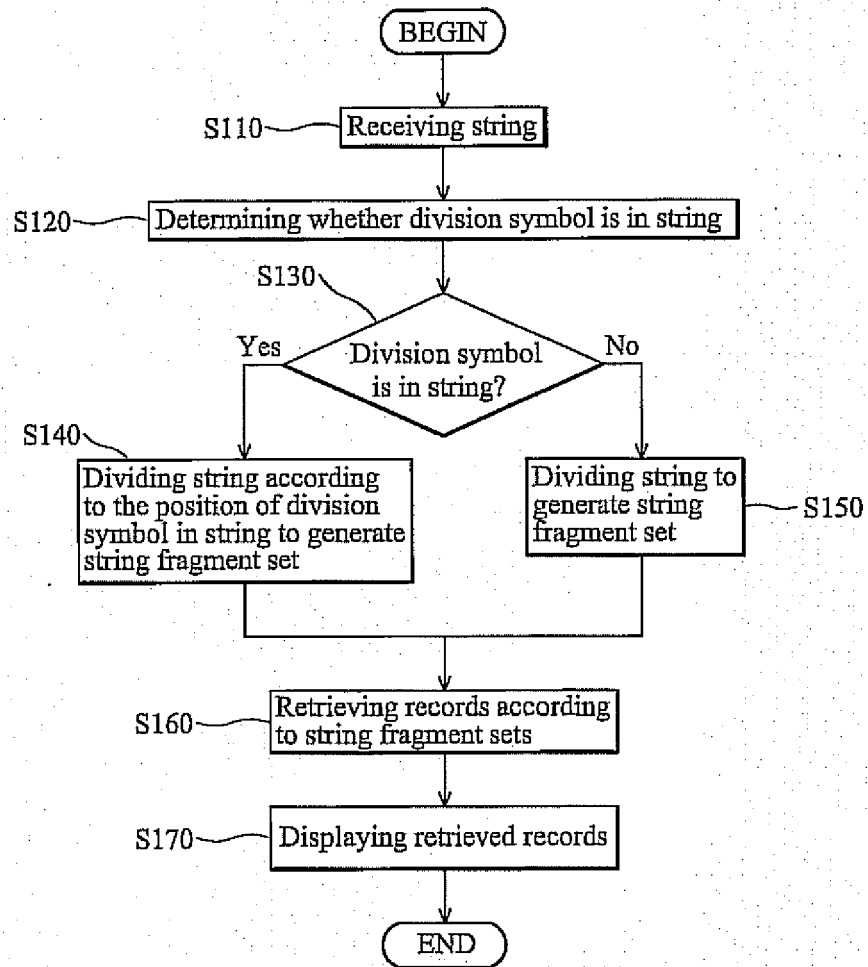 BEGIN
S110
Receiving string
S120
Determining whether division symbol is in string
S130
Yes
Division symbol
is in string?
No
S140
Dividing string according
to the position of division
symbol in string to generate
string fragment set
Dividing string to
generate string
fragment set
S150
S160
Retrieving records according
to string fragment sets
S170
Displaying retrieved records
END